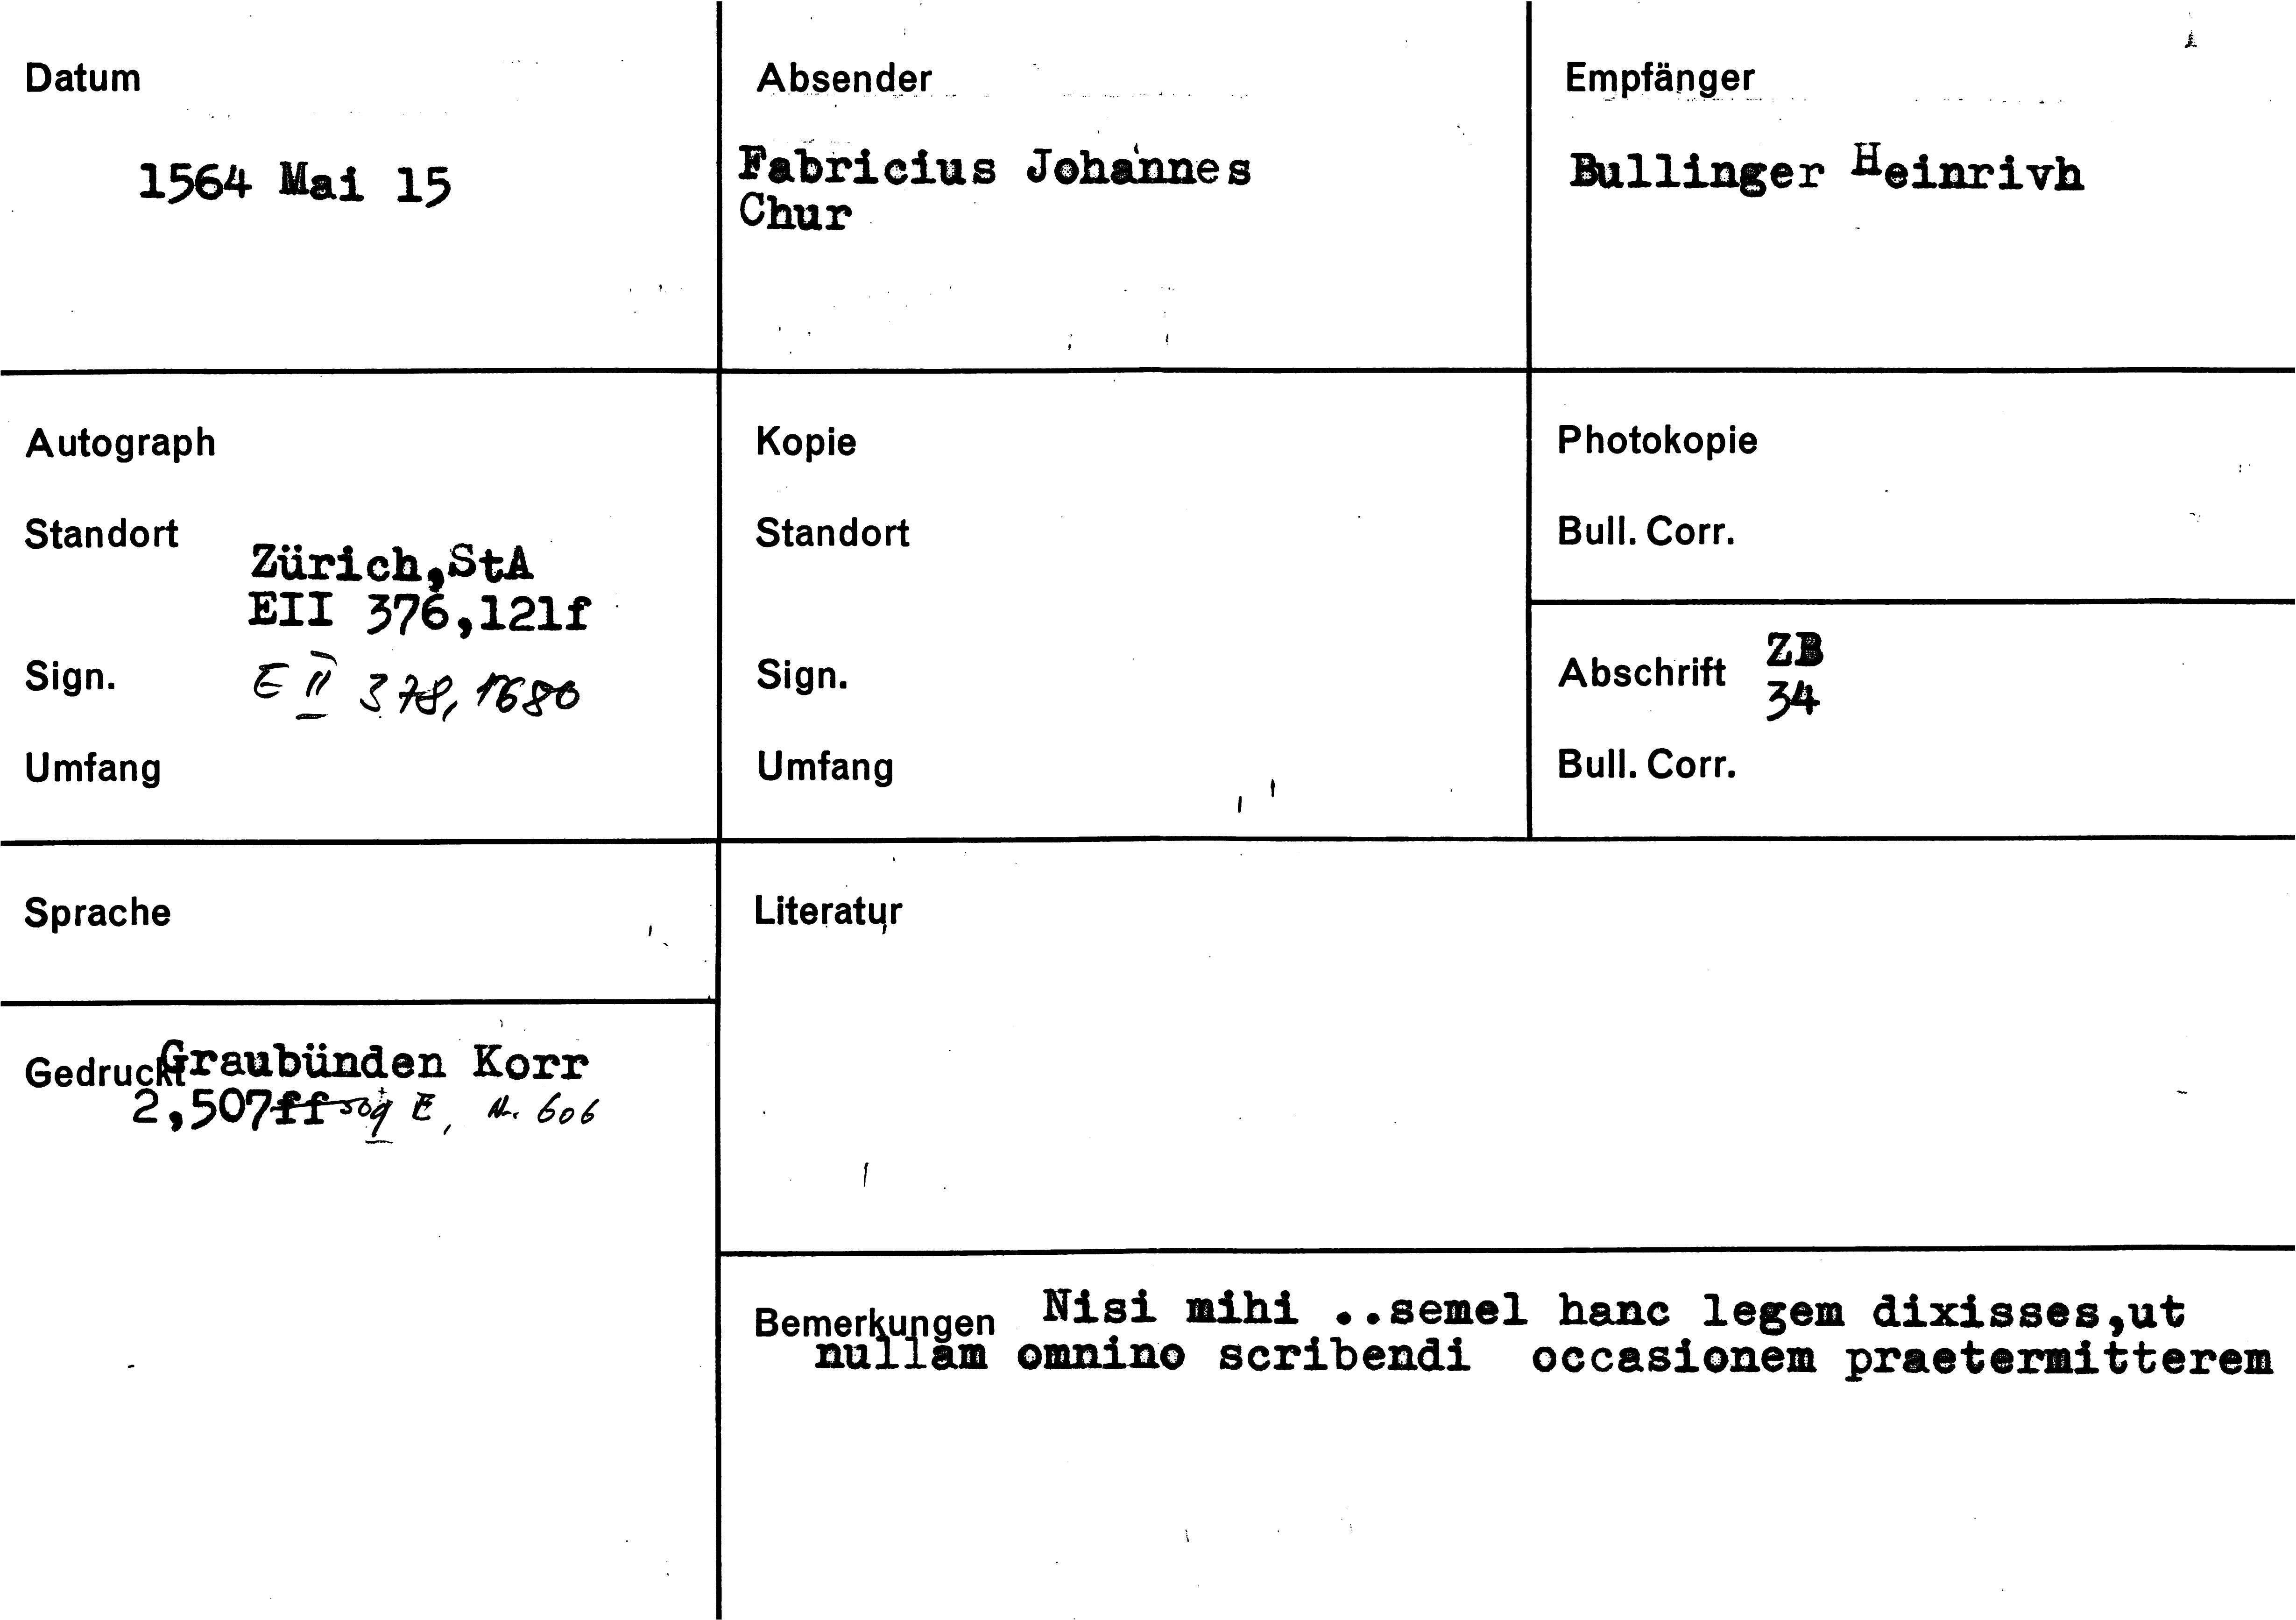 Datum
1564 Mai 15
Absender
Fabricius Johannes
Chur
Empfänger
Bullinger Heinrivh
Autograph
Standort
Zürich,StA
EII 376,121f
Sign.
E II 378, 1680
Umfang
Kopie
Standort
Sign.
Umfang
Photokopie
Bull. Corr.
Abschrift ZB
34
Bull. Corr.
Sprache
Literatur
Gedruckt Graubünden Korr
2,507ff 509 E, Nr. 606
Bemerkungen Nisi mihi ..semel hanc legem dixisses,ut
nullam omnino scribendi occasionem praetermitterem